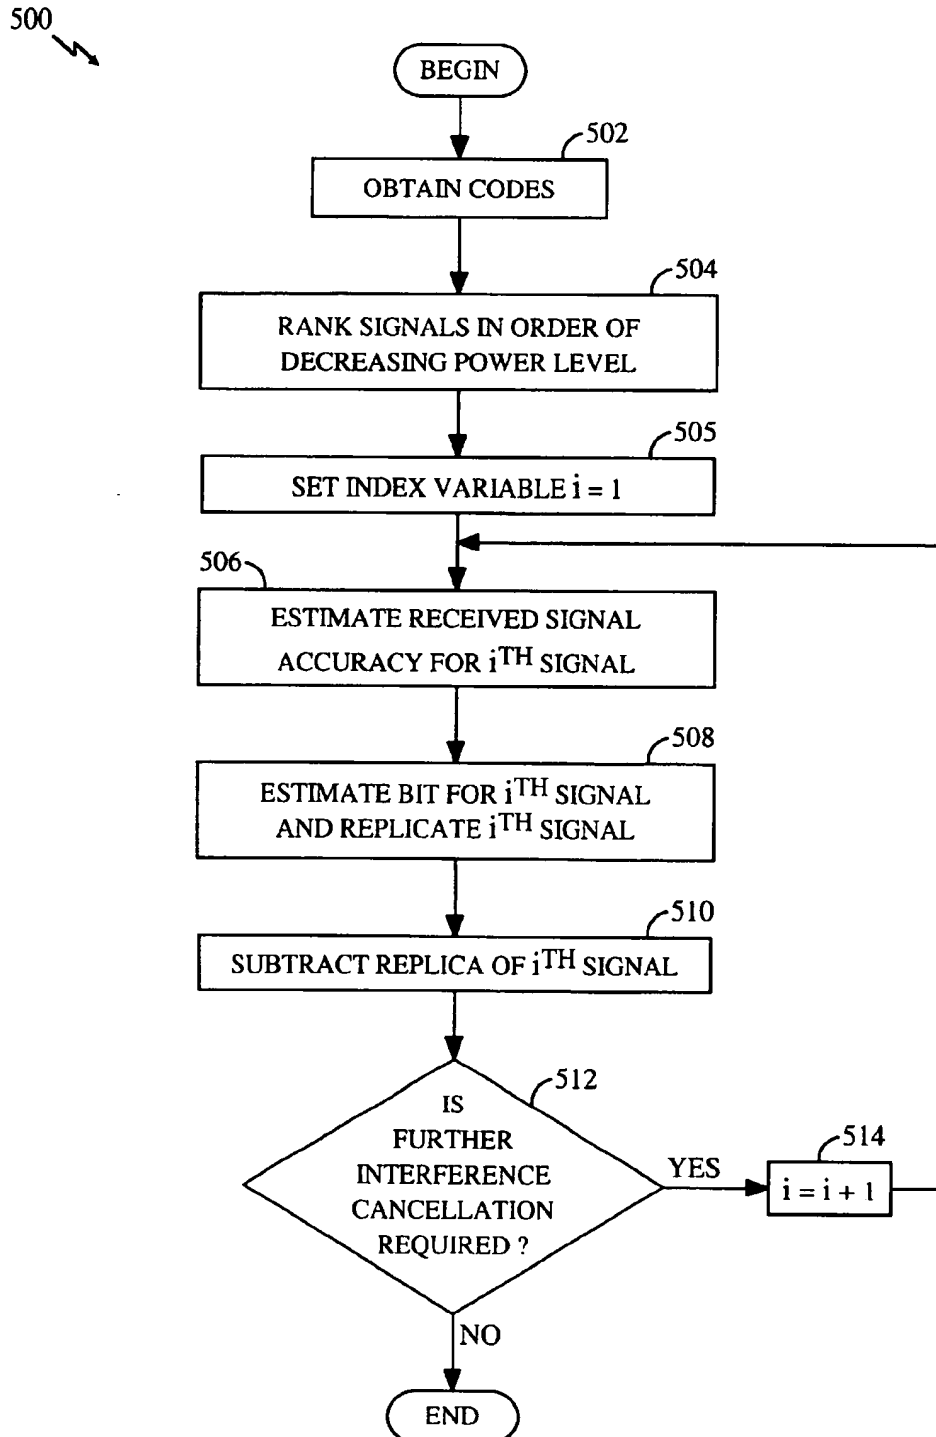 500
BEGIN
502
OBTAIN CODES
504
RANK SIGNALS IN ORDER OF
DECREASING POWER LEVEL
505
SET INDEX VARIABLE i = 1
506
ESTIMATE RECEIVED SIGNAL
ACCURACY FOR iTH SIGNAL
508
ESTIMATE BIT FOR iTH SIGNAL
AND REPLICATE iTH SIGNAL
510
SUBTRACT REPLICA OF iTH SIGNAL
512
IS
FURTHER
INTERFERENCE
CANCELLATION
REQUIRED ?
YES
514
i = i + 1
NO
END